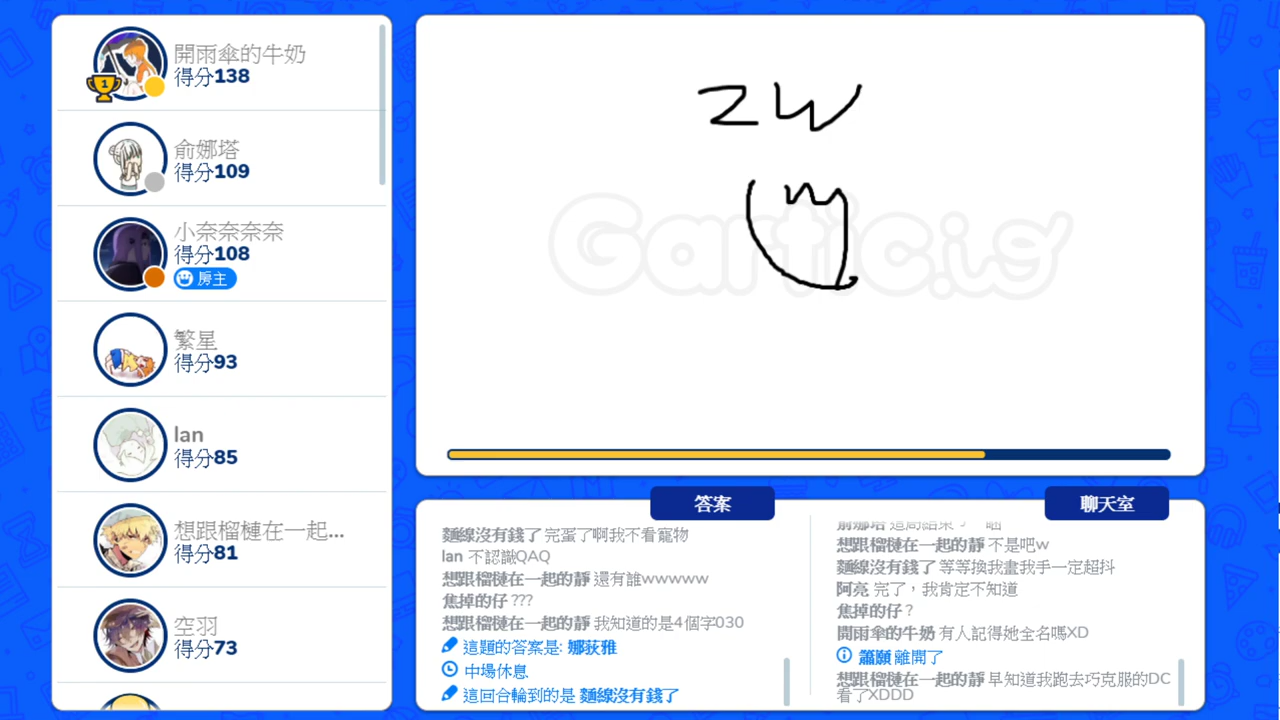 開雨傘的牛奶
得分138
1
俞娜塔
得分109
小奈奈奈奈
得分108
房主
繁星
得分93
lan
得分85
想跟榴槤在一起...
得分81
空羽
得分73
ZW
Gartic.io
答案
麵線沒有錢了 完蛋了啊我不看寵物
lan 不認識QAQ
想跟榴槤在一起的靜 還有誰wwwww
焦掉的仔 ???
想跟榴槤在一起的靜 我知道的是4個字030
這題的答案是: 娜荻雅
中場休息
這回合輪到的是 麵線沒有錢了
聊天室
想跟榴槤在一起的靜 不是吧w
麵線沒有錢了 等等換我畫我手一定超抖
阿亮 完了，我肯定不知道
焦掉的仔 ?
開雨傘的牛奶 有人記得她全名嗎XD
簫願 離開了
想跟榴槤在一起的靜 早知道我跑去巧克服的DC
看了XDDD